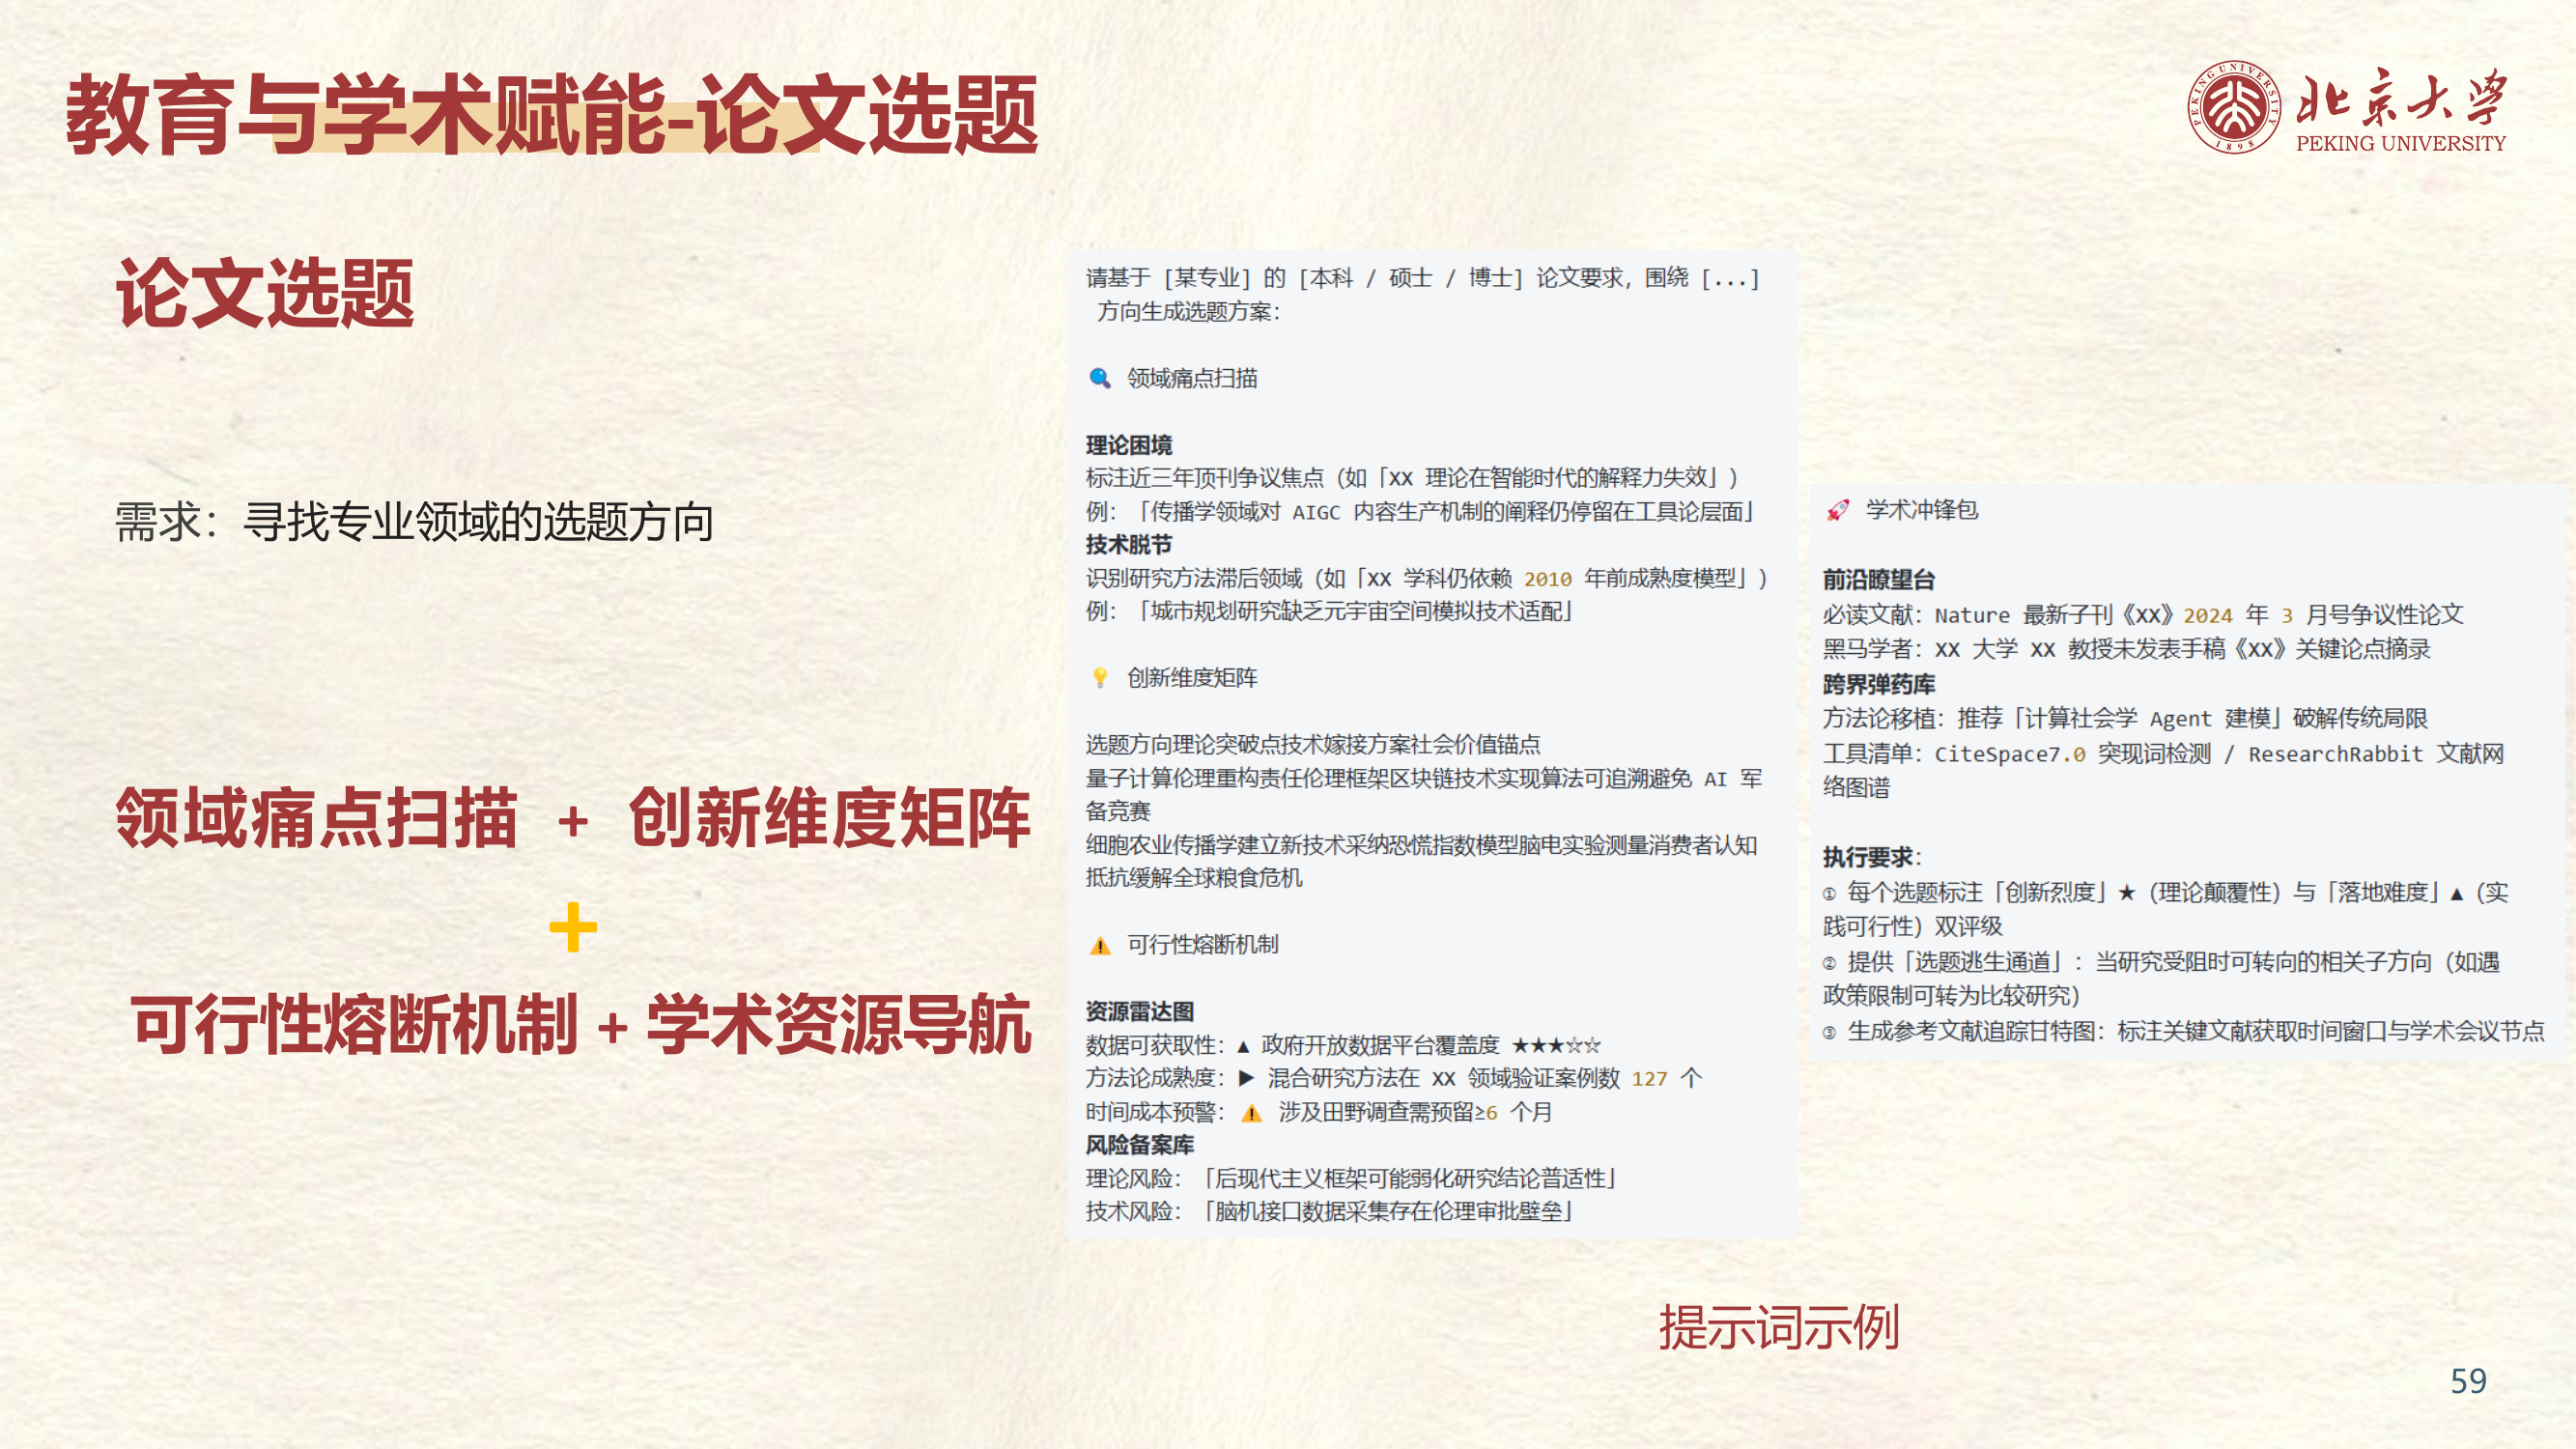 教育与学术赋能-论文选题
PEKING UNIVERSITY
1898
北京大学
PEKING UNIVERSITY
论文选题
需求：寻找专业领域的选题方向
领域痛点扫描 + 创新维度矩阵
+
可行性熔断机制 + 学术资源导航
请基于 [某专业] 的 [本科 / 硕士 / 博士] 论文要求，围绕 [...]
方向生成选题方案：
🔍 领域痛点扫描
理论困境
标注近三年顶刊争议焦点（如「XX 理论在智能时代的解释力失效」）
例：「传播学领域对 AIGC 内容生产机制的阐释仍停留在工具论层面」
技术脱节
识别研究方法滞后领域（如「XX 学科仍依赖 2010 年前成熟度模型」）
例：「城市规划研究缺乏元宇宙空间模拟技术适配」
💡 创新维度矩阵
选题方向理论突破点技术嫁接方案社会价值锚点
量子计算伦理重构责任伦理框架区块链技术实现算法可追溯避免 AI 军
备竞赛
细胞农业传播学建立新技术采纳恐慌指数模型脑电实验测量消费者认知
抵抗缓解全球粮食危机
⚠️ 可行性熔断机制
资源雷达图
数据可获取性：▲ 政府开放数据平台覆盖度 ★★★☆☆
方法论成熟度：▶ 混合研究方法在 XX 领域验证案例数 127 个
时间成本预警：⚠️ 涉及田野调查需预留≥6 个月
风险备案库
理论风险：「后现代主义框架可能弱化研究结论普适性」
技术风险：「脑机接口数据采集存在伦理审批壁垒」
🚀 学术冲锋包
前沿瞭望台
必读文献：Nature 最新子刊《XX》2024 年 3 月号争议性论文
黑马学者：XX 大学 XX 教授未发表手稿《XX》关键论点摘录
跨界弹药库
方法论移植：推荐「计算社会学 Agent 建模」破解传统局限
工具清单：CiteSpace7.0 突现词检测 / ResearchRabbit 文献网
络图谱
执行要求：
① 每个选题标注「创新烈度」★（理论颠覆性）与「落地难度」▲（实
践可行性）双评级
② 提供「选题逃生通道」：当研究受阻时可转向的相关子方向（如遇
政策限制可转为比较研究）
③ 生成参考文献追踪甘特图：标注关键文献获取时间窗口与学术会议节点
提示词示例
59